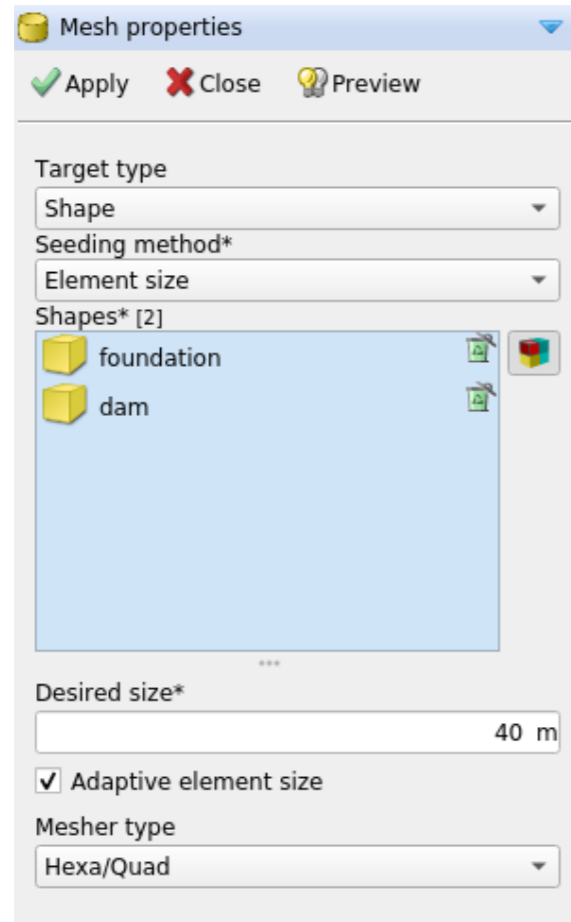 Mesh properties
Apply Close Preview
Target type
Shape
Seeding method*
Element size
Shapes* [2]
foundation
dam
Desired size*
40 m
Adaptive element size
Mesher type
Hexa/Quad